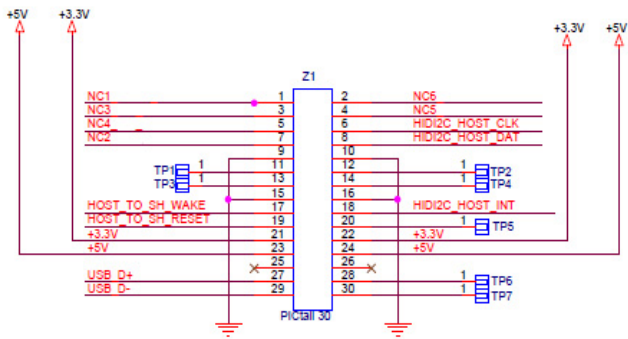 +5V +3.3V +3.3V +5V
Z1
NC1 1 2 NC6
NC3 3 4 NC5
NC4 5 6 HIDI2C_HOST_CLK
NC2 7 8 HIDI2C_HOST_DAT
9 10
TP1 1 11 12 1 TP2
TP3 1 13 14 1 TP4
15 16
HOST_TO_SH_WAKE 17 18 HIDI2C_HOST_INT
HOST_TO_SH_RESET 19 20 1 TP5
+3.3V 21 22 +3.3V
+5V 23 24 +5V
25 26
USB D+ 27 28 1 TP6
USB D- 29 30 1 TP7
PICtail 30